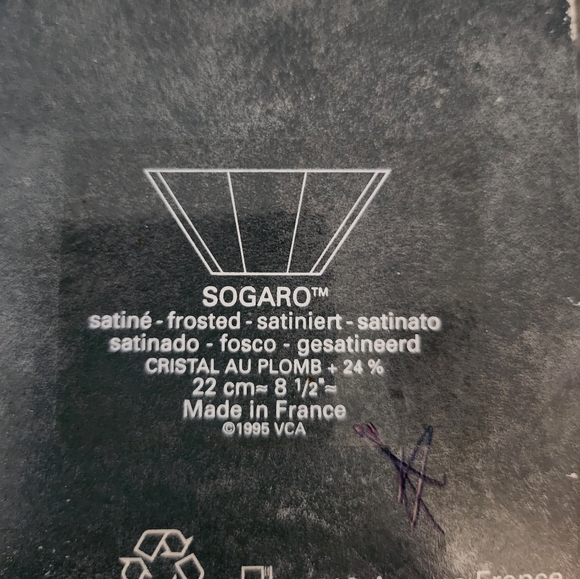 SOGARO™
satiné - frosted - satiniert - satinato
satinado - fosco - gesatineerd
CRISTAL AU PLOMB + 24 %
22 cm≈ 8 1/2"≈
Made in France
©1995 VCA
France